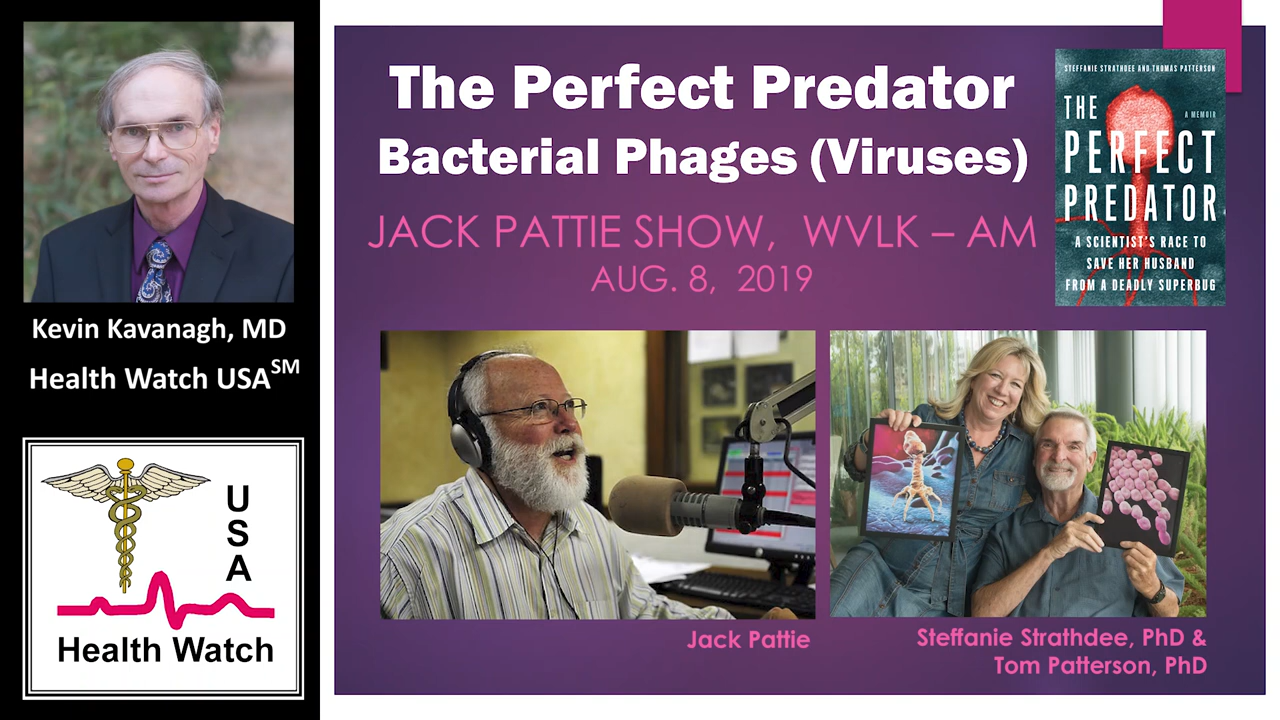 Kevin Kavanagh, MD
Health Watch USASM
USA
Health Watch
The Perfect Predator
Bacterial Phages (Viruses)
JACK PATTIE SHOW, WVLK – AM
AUG. 8, 2019
STEFFANIE STRATHDEE AND THOMAS PATTERSON
THE
A MEMOIR
PERFECT
PREDATOR
A SCIENTIST'S RACE TO
SAVE HER HUSBAND
FROM A DEADLY SUPERBUG
Jack Pattie
Steffanie Strathdee, PhD &
Tom Patterson, PhD